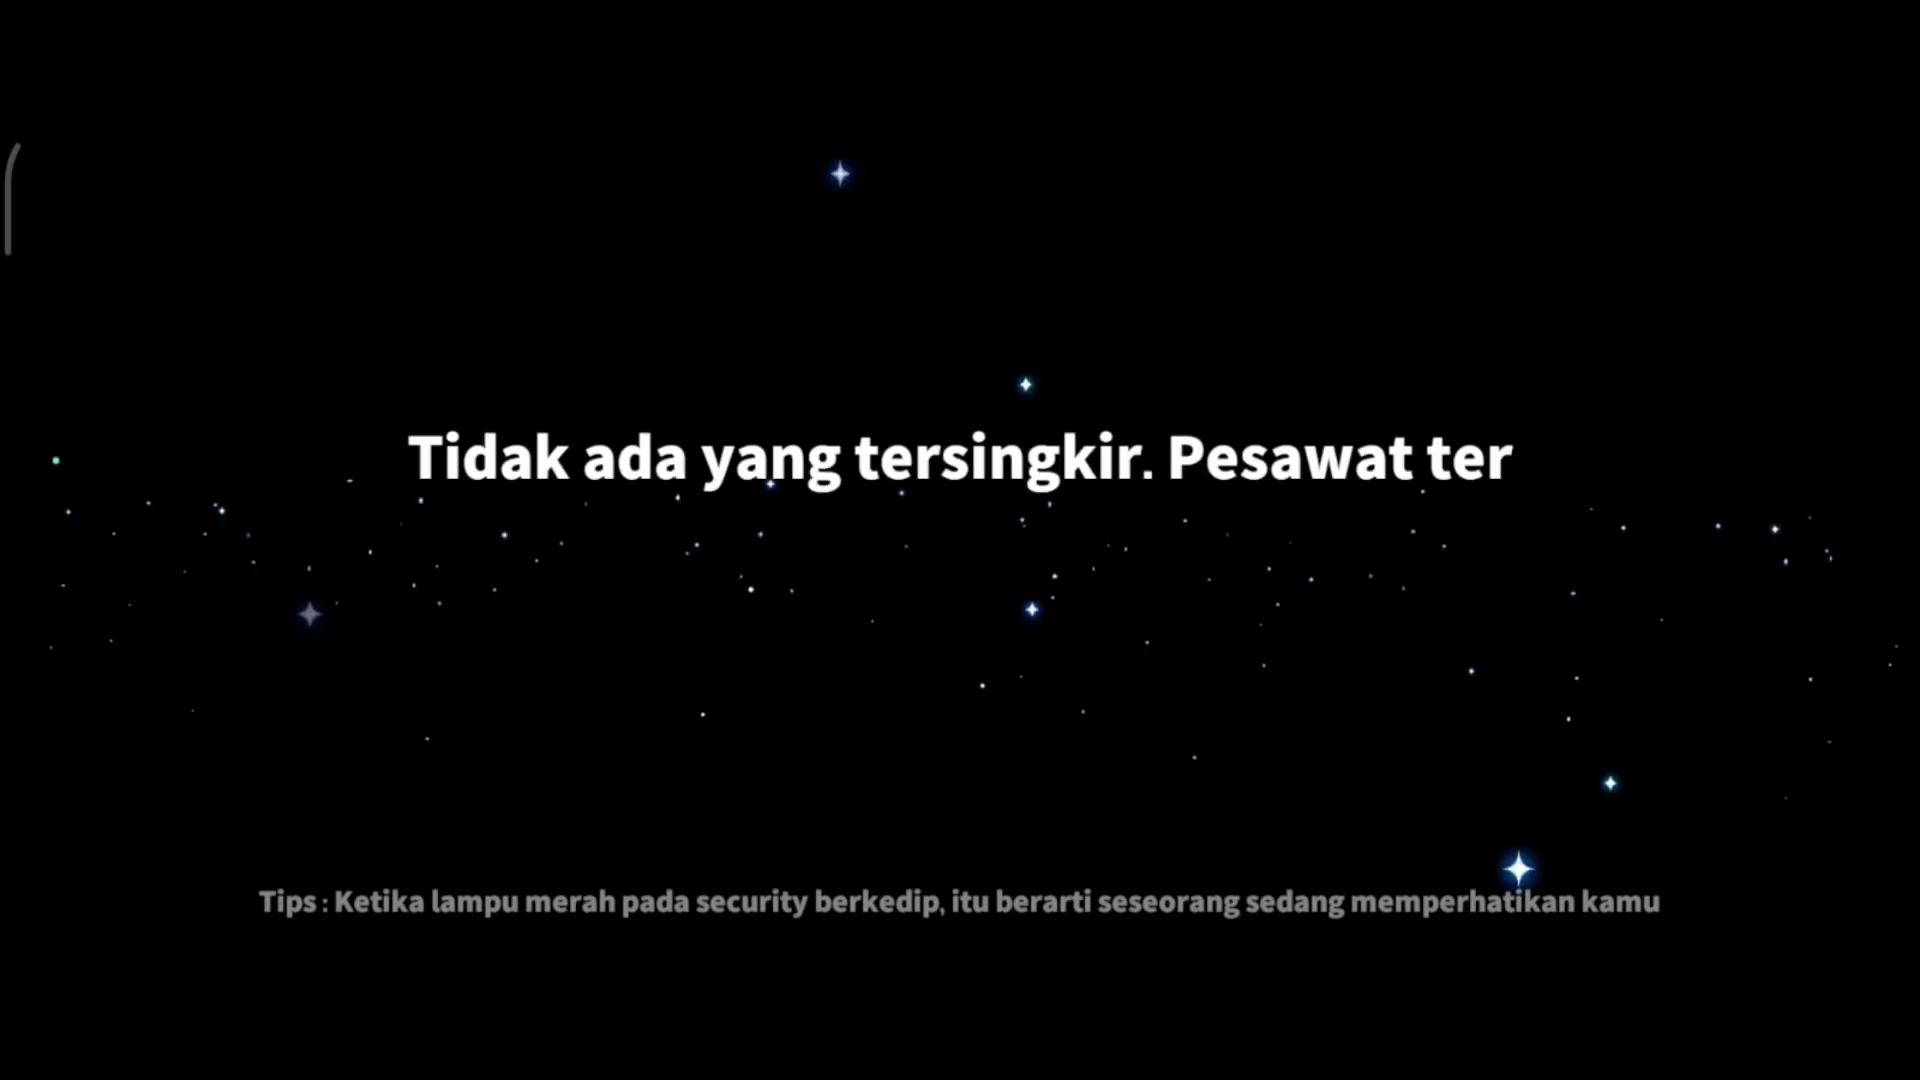 Tidak ada yang tersingkir. Pesawat ter
Tips : Ketika lampu merah pada security berkedip, itu berarti seseorang sedang memperhatikan kamu